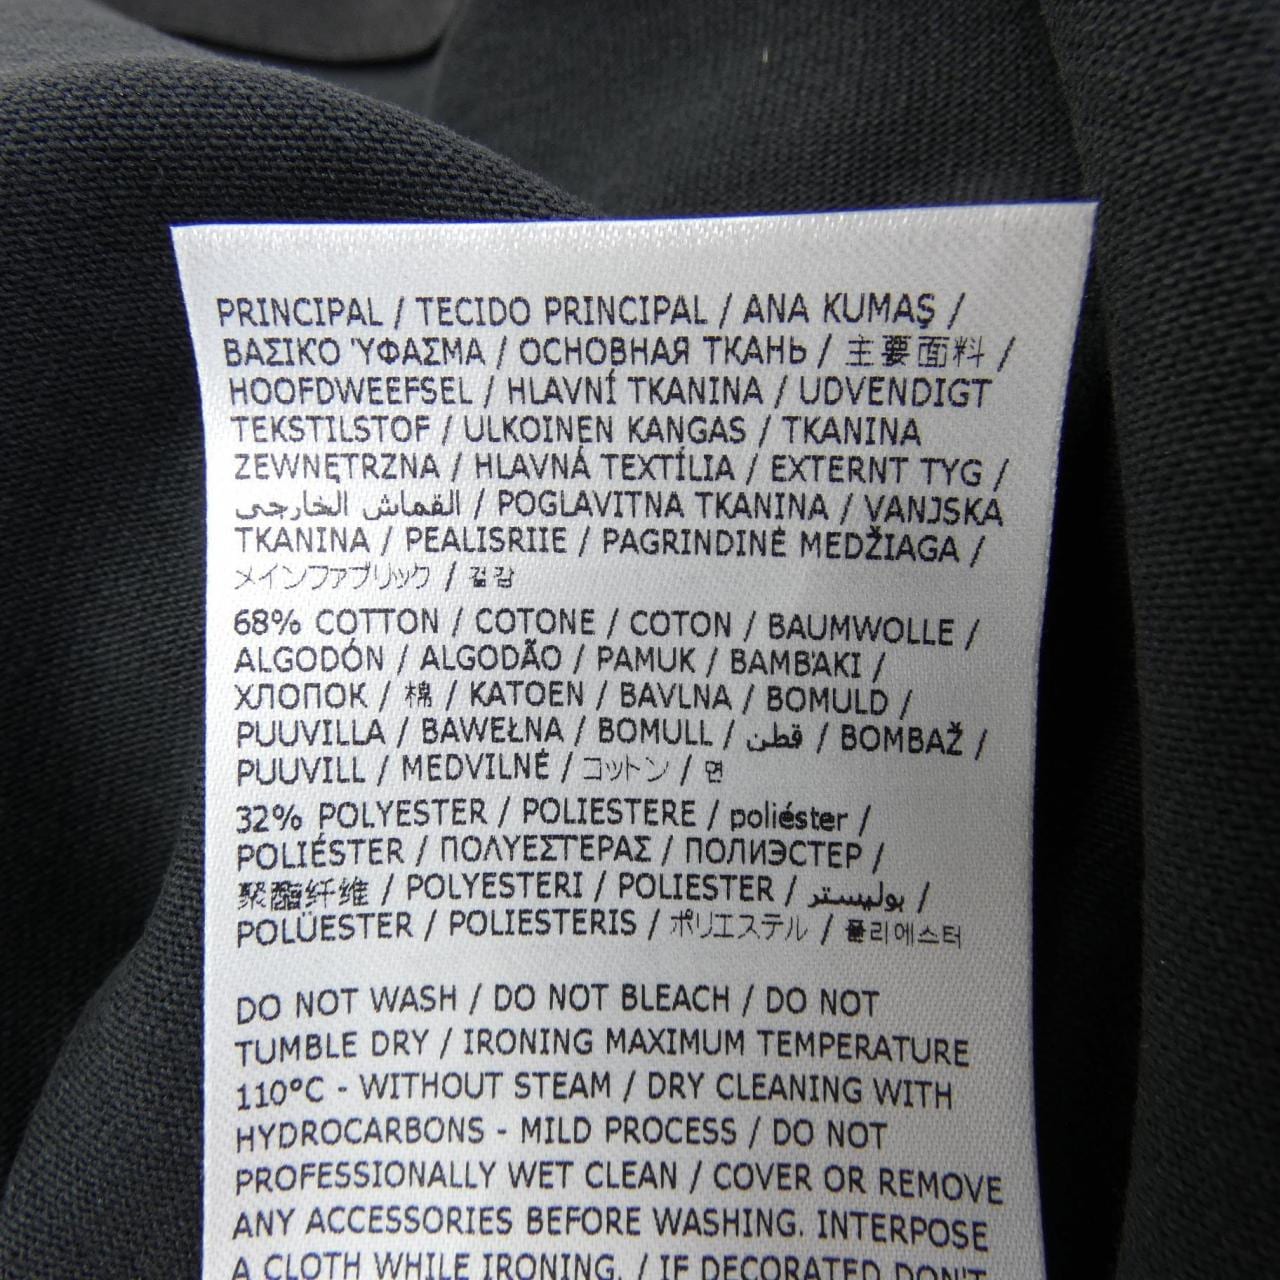 PRINCIPAL / TECIDO PRINCIPAL / ANA KUMAŞ /
ΒΑΣΙΚΌ ΎΦΑΣΜΑ / ОСНОВНАЯ ТКАНЬ / 主要面料 /
HOOFDWEEFSEL / HLAVNÍ TKANINA / UDVENDIGT
TEKSTILSTOF / ULKOINEN KANGAS / TKANINA
ZEWNĘTRZNA / HLAVNÁ TEXTÍLIA / EXTERNT TYG /
القماش الخارجي / POGLAVITNA TKANINA / VANJSKA
TKANINA / PEALISRIIE / PAGRINDINĖ MEDŽIAGA /
メインファブリック / 겉감
68% COTTON / COTONE / COTON / BAUMWOLLE /
ALGODÓN / ALGODÃO / PAMUK / ΒΑΜΒΆΚΙ /
ХЛОПОК / 棉 / KATOEN / BAVLNA / BOMULD /
PUUVILLA / BAWEŁNA / BOMULL / قطن / BOMBAŽ /
PUUVILL / MEDVILNĖ / コットン / 면
32% POLYESTER / POLIESTERE / poliéster /
POLIÉSTER / ΠΟΛΥΕΣΤΕΡΑΣ / ПОЛИЭСТЕР /
聚酯纤维 / POLYESTERI / POLIESTER / بوليستر /
POLÜESTER / POLIESTERIS / ポリエステル / 폴리에스터
DO NOT WASH / DO NOT BLEACH / DO NOT
TUMBLE DRY / IRONING MAXIMUM TEMPERATURE
110°C - WITHOUT STEAM / DRY CLEANING WITH
HYDROCARBONS - MILD PROCESS / DO NOT
PROFESSIONALLY WET CLEAN / COVER OR REMOVE
ANY ACCESSORIES BEFORE WASHING. INTERPOSE
A CLOTH WHILE IRONING. / IF DECORATED DON'T